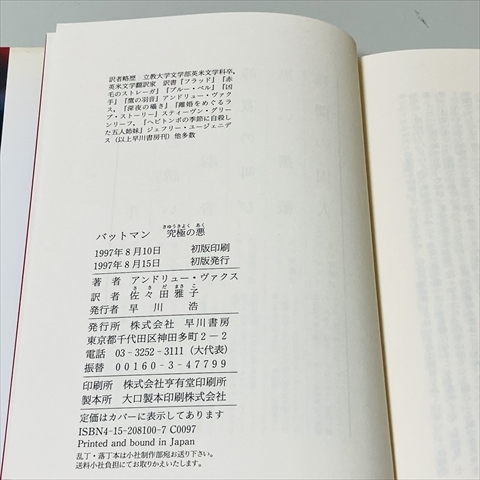 訳者略歴 立教大学文学部英米文学科卒,
英米文学翻訳家 訳書『フラッド』『赤
毛のストレーガ』『ブルー・ベル』『凶
手』『鷹の羽音』アンドリュー・ヴァク
ス,『深夜の囁き』『離婚をめぐるラ
ブ・ストーリー』スティーヴン・グリー
ンリーフ,『ヘビトンボの季節に自殺し
た五人姉妹』ジェフリー・ユージェニデ
ス(以上早川書房刊)他多数
きゅうきょく あく
バットマン 究極の悪
1997年8月10日 初版印刷
1997年8月15日 初版発行
著者 アンドリュー・ヴァクス
さ さ だ まさ こ
訳者 佐々田雅子
発行者 早川 浩
発行所 株式会社 早川書房
東京都千代田区神田多町2-2
電話 03-3252-3111(大代表)
振替 00160-3-47799
印刷所 株式会社亨有堂印刷所
製本所 大口製本印刷株式会社
定価はカバーに表示してあります
ISBN4-15-208100-7 C0097
Printed and bound in Japan
乱丁・落丁本は小社制作部宛お送り下さい。
送料小社負担にてお取りかえいたします。